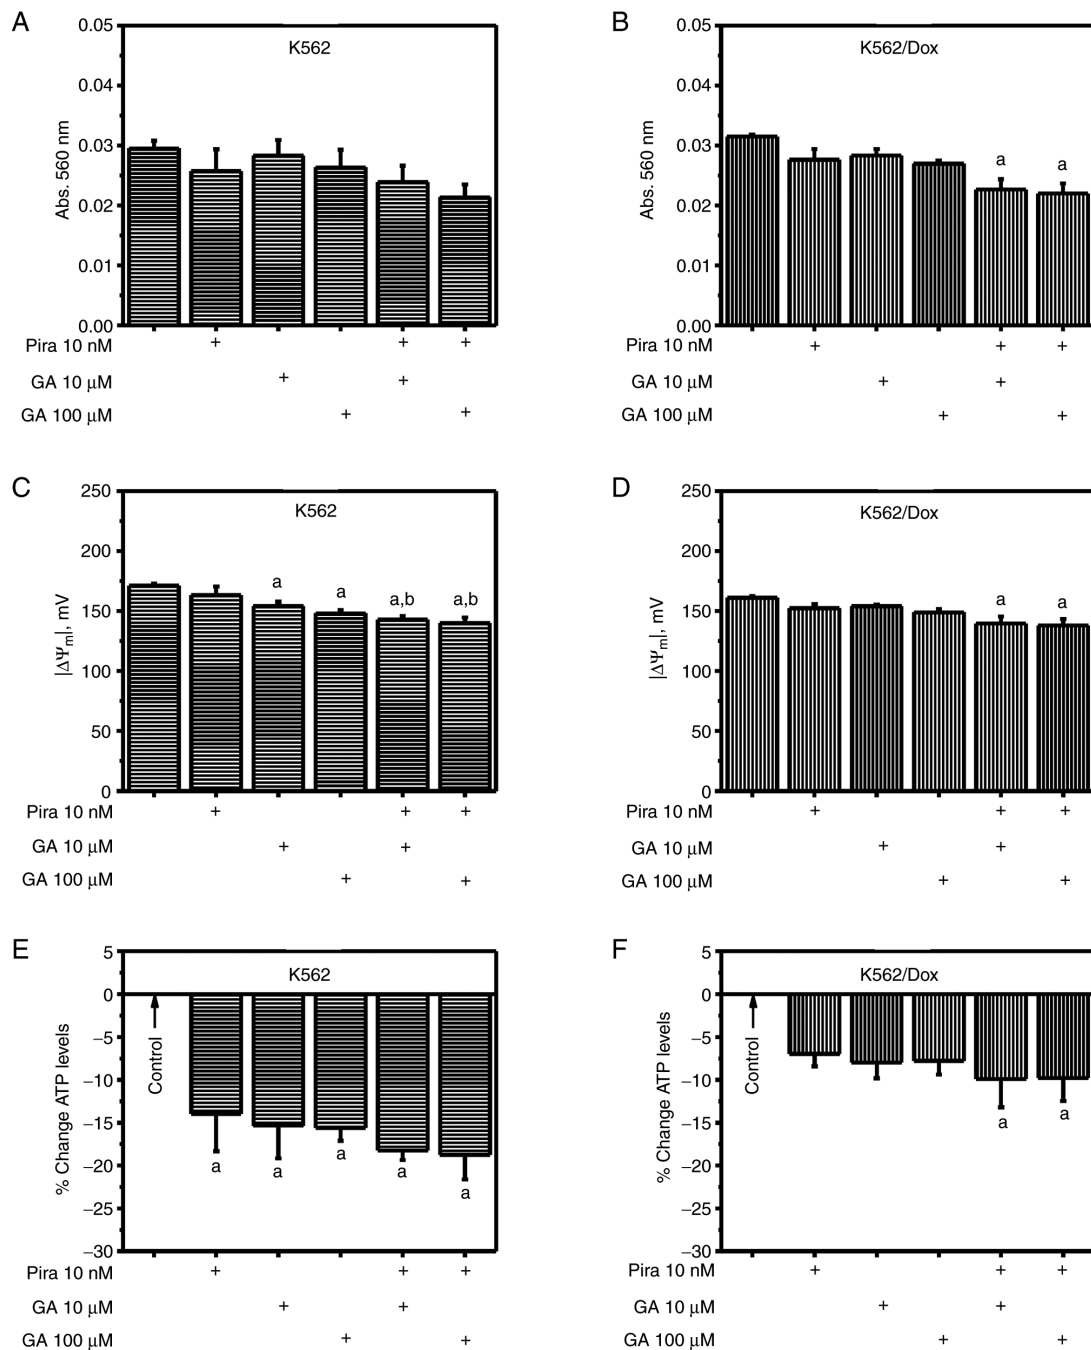 A
K562
Abs. 560 nm
0.05
0.04
0.03
0.02
0.01
0.00
Pira 10 nM + + +
GA 10 μM + +
GA 100 μM + +
B
K562/Dox
Abs. 560 nm
0.05
0.04
0.03
0.02
0.01
0.00
a a
Pira 10 nM + + +
GA 10 μM + +
GA 100 μM + +
C
K562
|ΔΨm|, mV
250
200
150
100
50
0
a a a,b a,b
Pira 10 nM + + +
GA 10 μM + +
GA 100 μM + +
D
K562/Dox
|ΔΨm|, mV
250
200
150
100
50
0
a a
Pira 10 nM + + +
GA 10 μM + +
GA 100 μM + +
E
K562
% Change ATP levels
5
0
−5
−10
−15
−20
−25
−30
Control
a a a a a
Pira 10 nM + + +
GA 10 μM + +
GA 100 μM + +
F
K562/Dox
% Change ATP levels
5
0
−5
−10
−15
−20
−25
−30
Control
a a
Pira 10 nM + + +
GA 10 μM + +
GA 100 μM + +